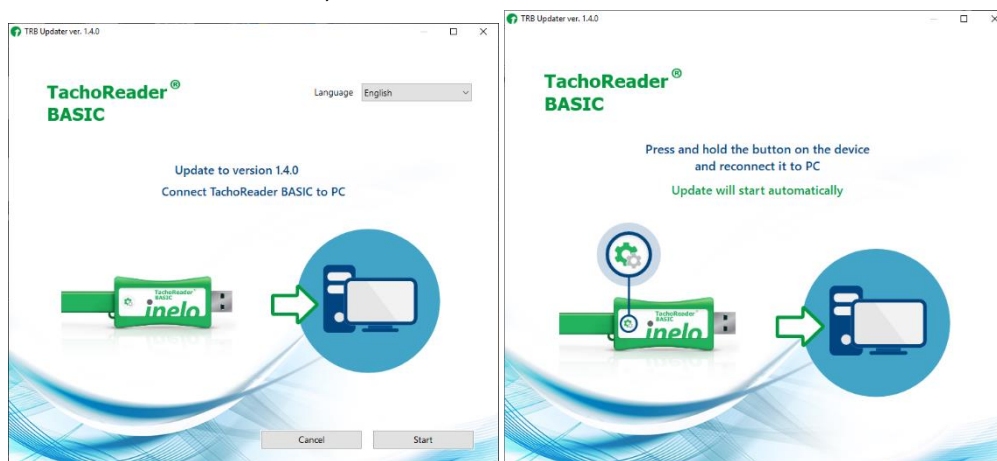 TRB Updater ver. 1.4.0
TachoReader®
BASIC
Language English
Update to version 1.4.0
Connect TachoReader BASIC to PC
TachoReader®
BASIC
inelo
Cancel Start
TRB Updater ver. 1.4.0
TachoReader®
BASIC
Press and hold the button on the device
and reconnect it to PC
Update will start automatically
TachoReader®
BASIC
inelo